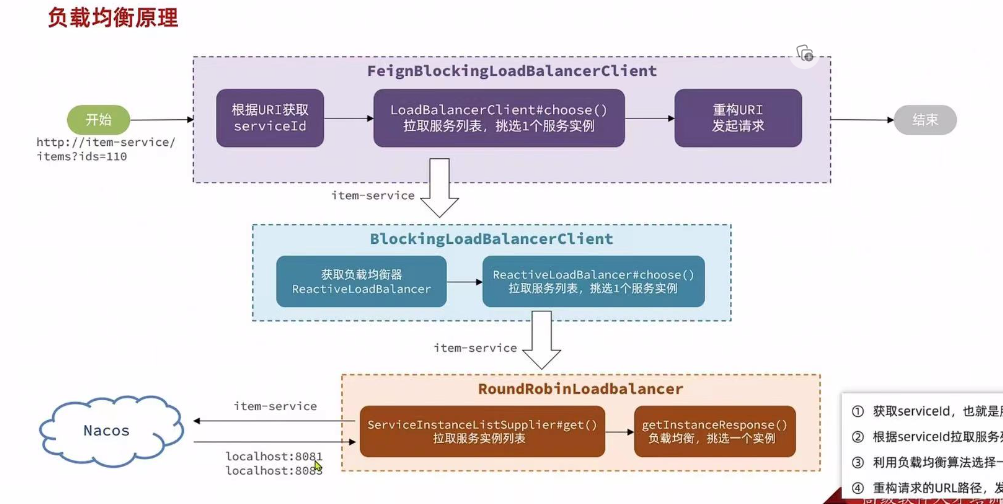 负载均衡原理
FeignBlockingLoadBalancerClient
开始
http://item-service/
items?ids=110
根据URI获取
serviceId
LoadBalancerClient#choose()
拉取服务列表，挑选1个服务实例
重构URI
发起请求
结束
item-service
BlockingLoadBalancerClient
获取负载均衡器
ReactiveLoadBalancer
ReactiveLoadBalancer#choose()
拉取服务列表，挑选1个服务实例
item-service
RoundRobinLoadbalancer
ServiceInstanceListSupplier#get()
拉取服务实例列表
getInstanceResponse()
负载均衡，挑选一个实例
Nacos
item-service
localhost:8081
localhost:8083
① 获取serviceId，也就是
② 根据serviceId拉取服务
③ 利用负载均衡算法选择一
④ 重构请求的URL路径，发